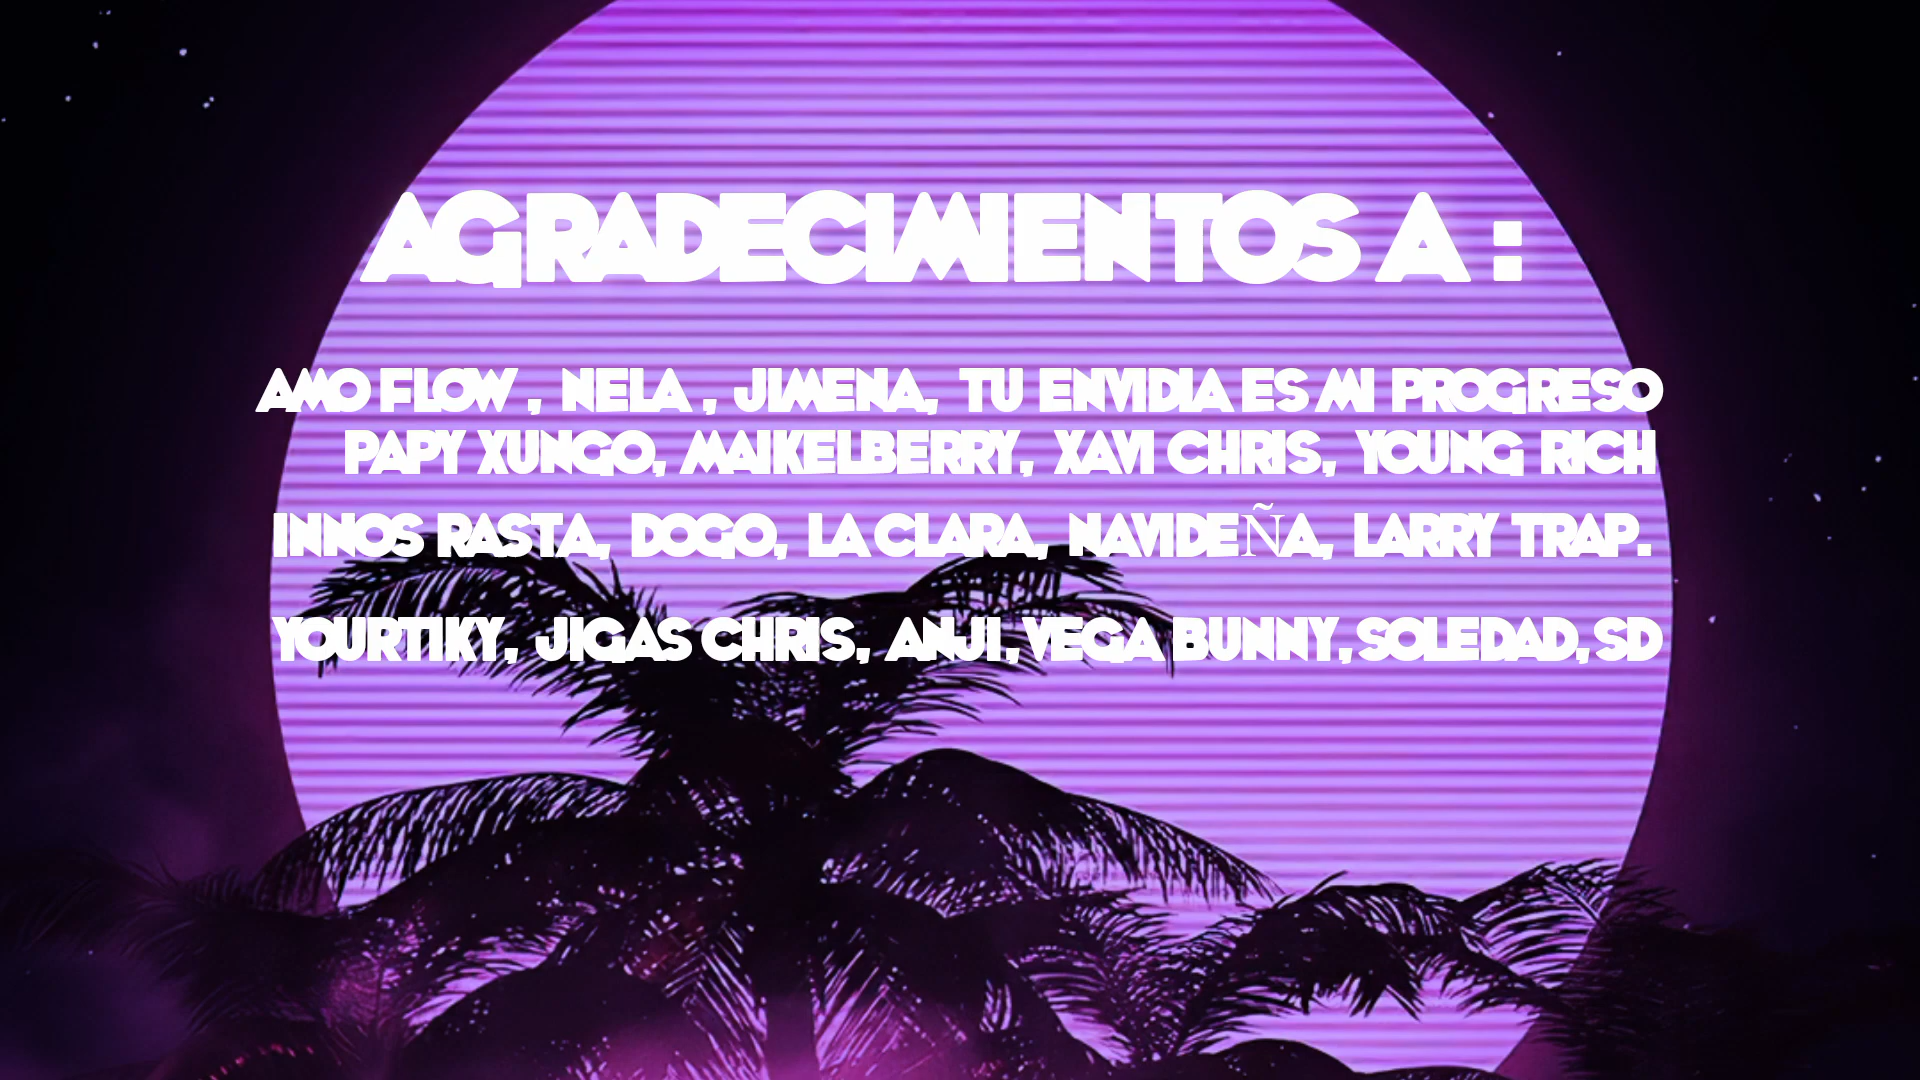 AGRADECIMIENTOS A :
AMO FLOW , NELA , JIMENA, TU ENVIDIA ES MI PROGRESO
PAPY XUNGO, MAIKELBERRY, XAVI CHRIS, YOUNG RICH
INNOS RASTA, DOGO, LA CLARA, NAVIDEÑA, LARRY TRAP.
YOURTIKY, JIGAS CHRIS, ANJI, VEGA BUNNY, SOLEDAD, SD